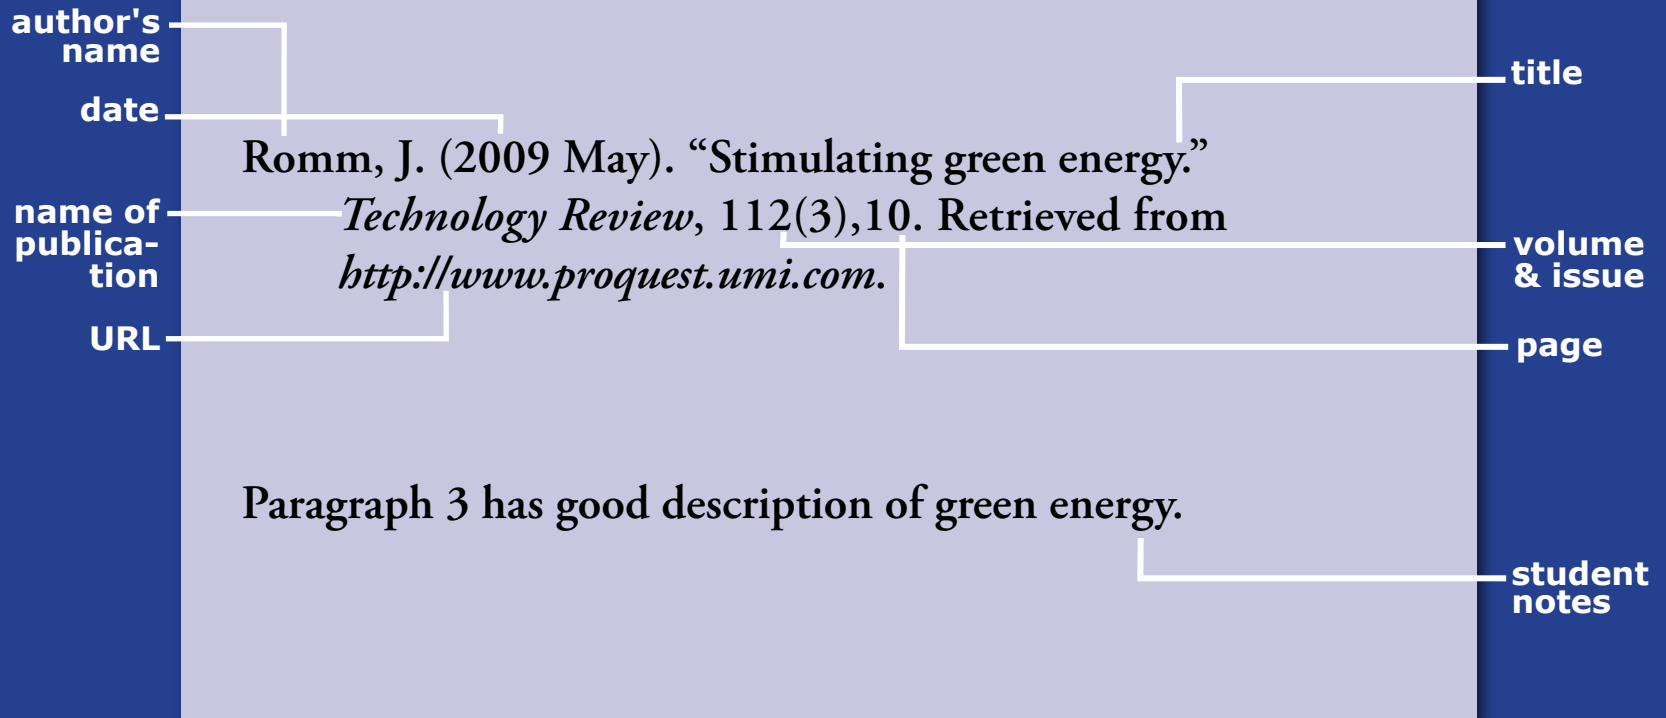 author's
name
date
Romm, J. (2009 May). “Stimulating green energy.”
Technology Review, 112(3),10. Retrieved from
http://www.proquest.umi.com.
name of
publica-
tion
URL
title
volume
& issue
page
Paragraph 3 has good description of green energy.
student
notes